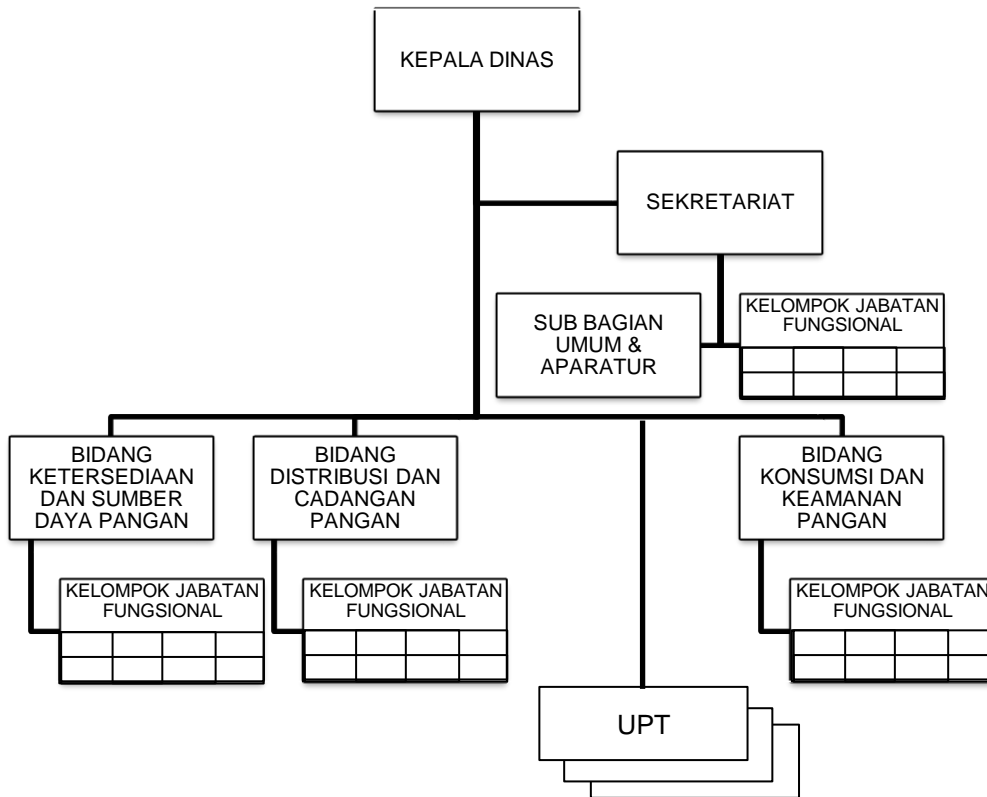 KEPALA DINAS
SEKRETARIAT
SUB BAGIAN
UMUM &
APARATUR
KELOMPOK JABATAN
FUNGSIONAL
BIDANG
KETERSEDIAAN
DAN SUMBER
DAYA PANGAN
BIDANG
DISTRIBUSI DAN
CADANGAN
PANGAN
BIDANG
KONSUMSI DAN
KEAMANAN
PANGAN
KELOMPOK JABATAN
FUNGSIONAL
KELOMPOK JABATAN
FUNGSIONAL
KELOMPOK JABATAN
FUNGSIONAL
UPT